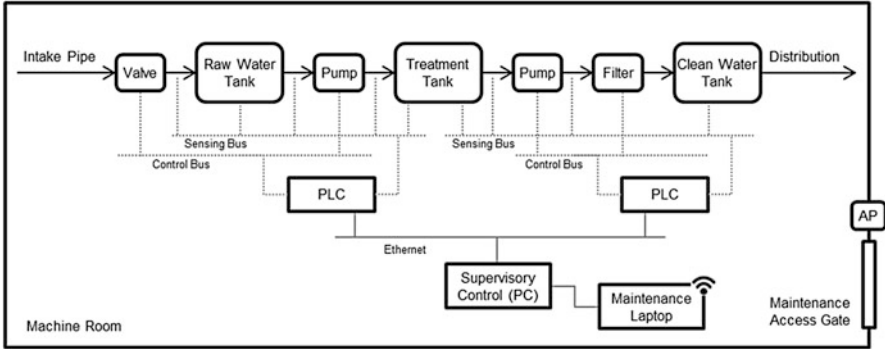 Intake Pipe
Valve
Raw Water
Tank
Pump
Treatment
Tank
Pump
Filter
Clean Water
Tank
Distribution
Sensing Bus
Control Bus
Sensing Bus
Control Bus
PLC
PLC
AP
Ethernet
Supervisory
Control (PC)
Maintenance
Laptop
Maintenance
Access Gate
Machine Room